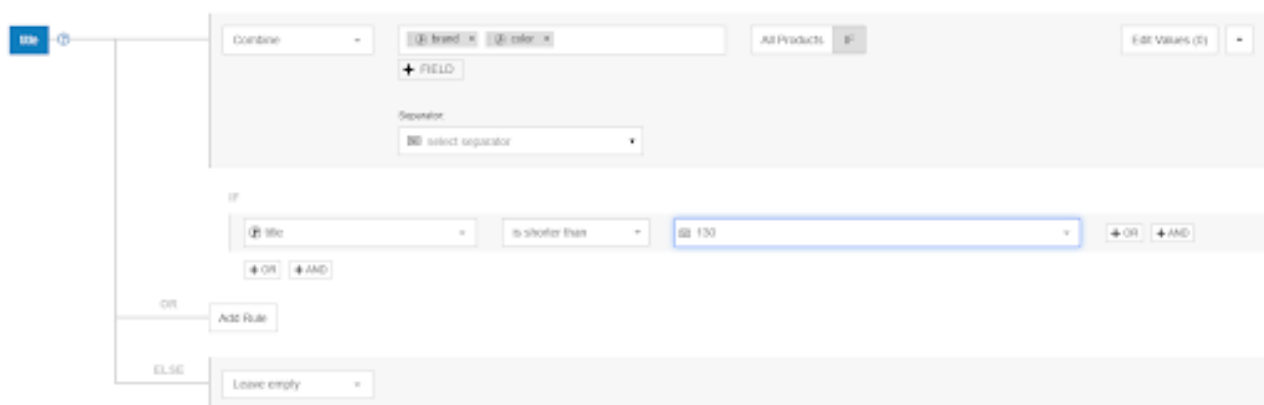 title
Combine brand × color × All Products IF Edit Values (0)
+ FIELD
Separator:
select separator
IF
title is shorter than 130 + OR + AND
+ OR + AND
OR
Add Rule
ELSE
Leave empty